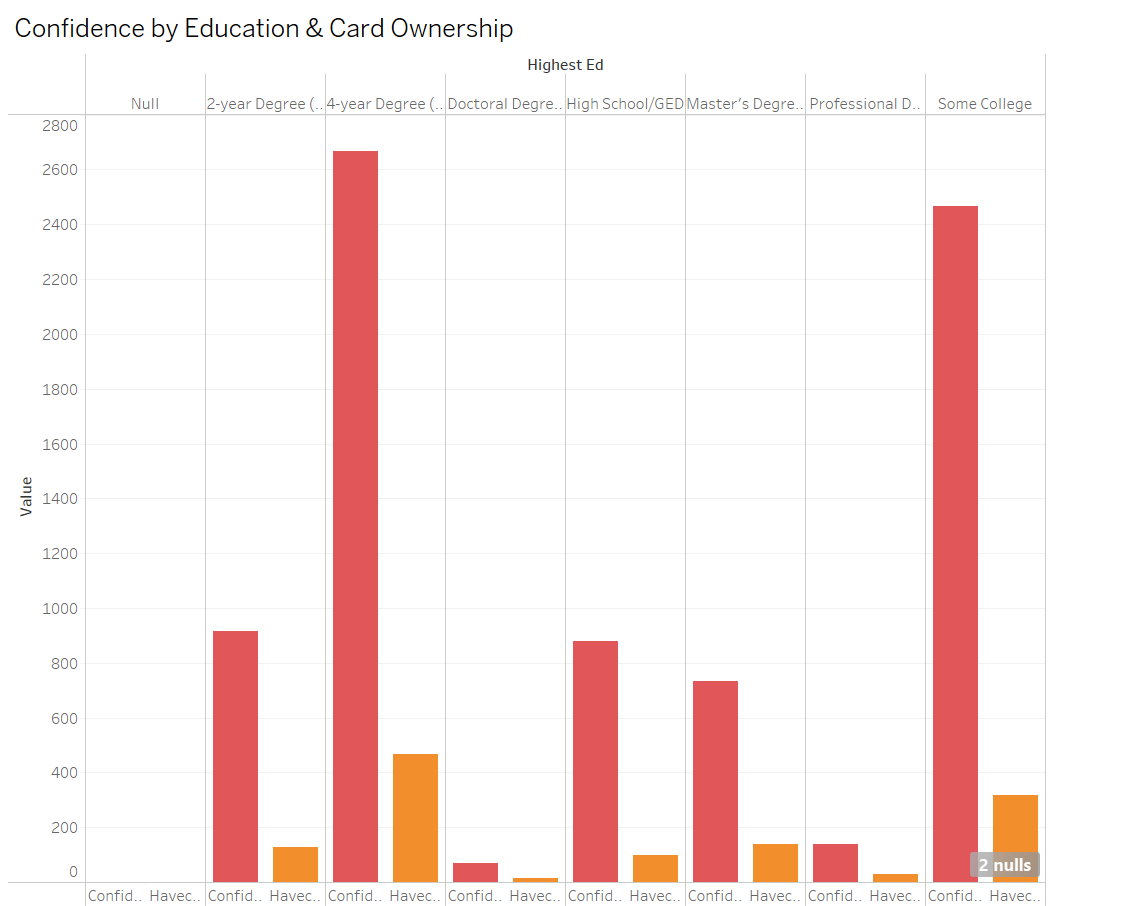 Confidence by Education & Card Ownership
Highest Ed
Null 2-year Degree (.. 4-year Degree (.. Doctoral Degre.. High School/GED Master's Degre.. Professional D.. Some College
2800
2600
2400
2200
2000
1800
1600
1400
1200
1000
800
600
400
200
0
Value
2 nulls
Confid.. Havec.. Confid.. Havec.. Confid.. Havec.. Confid.. Havec.. Confid.. Havec.. Confid.. Havec.. Confid.. Havec.. Confid.. Havec..